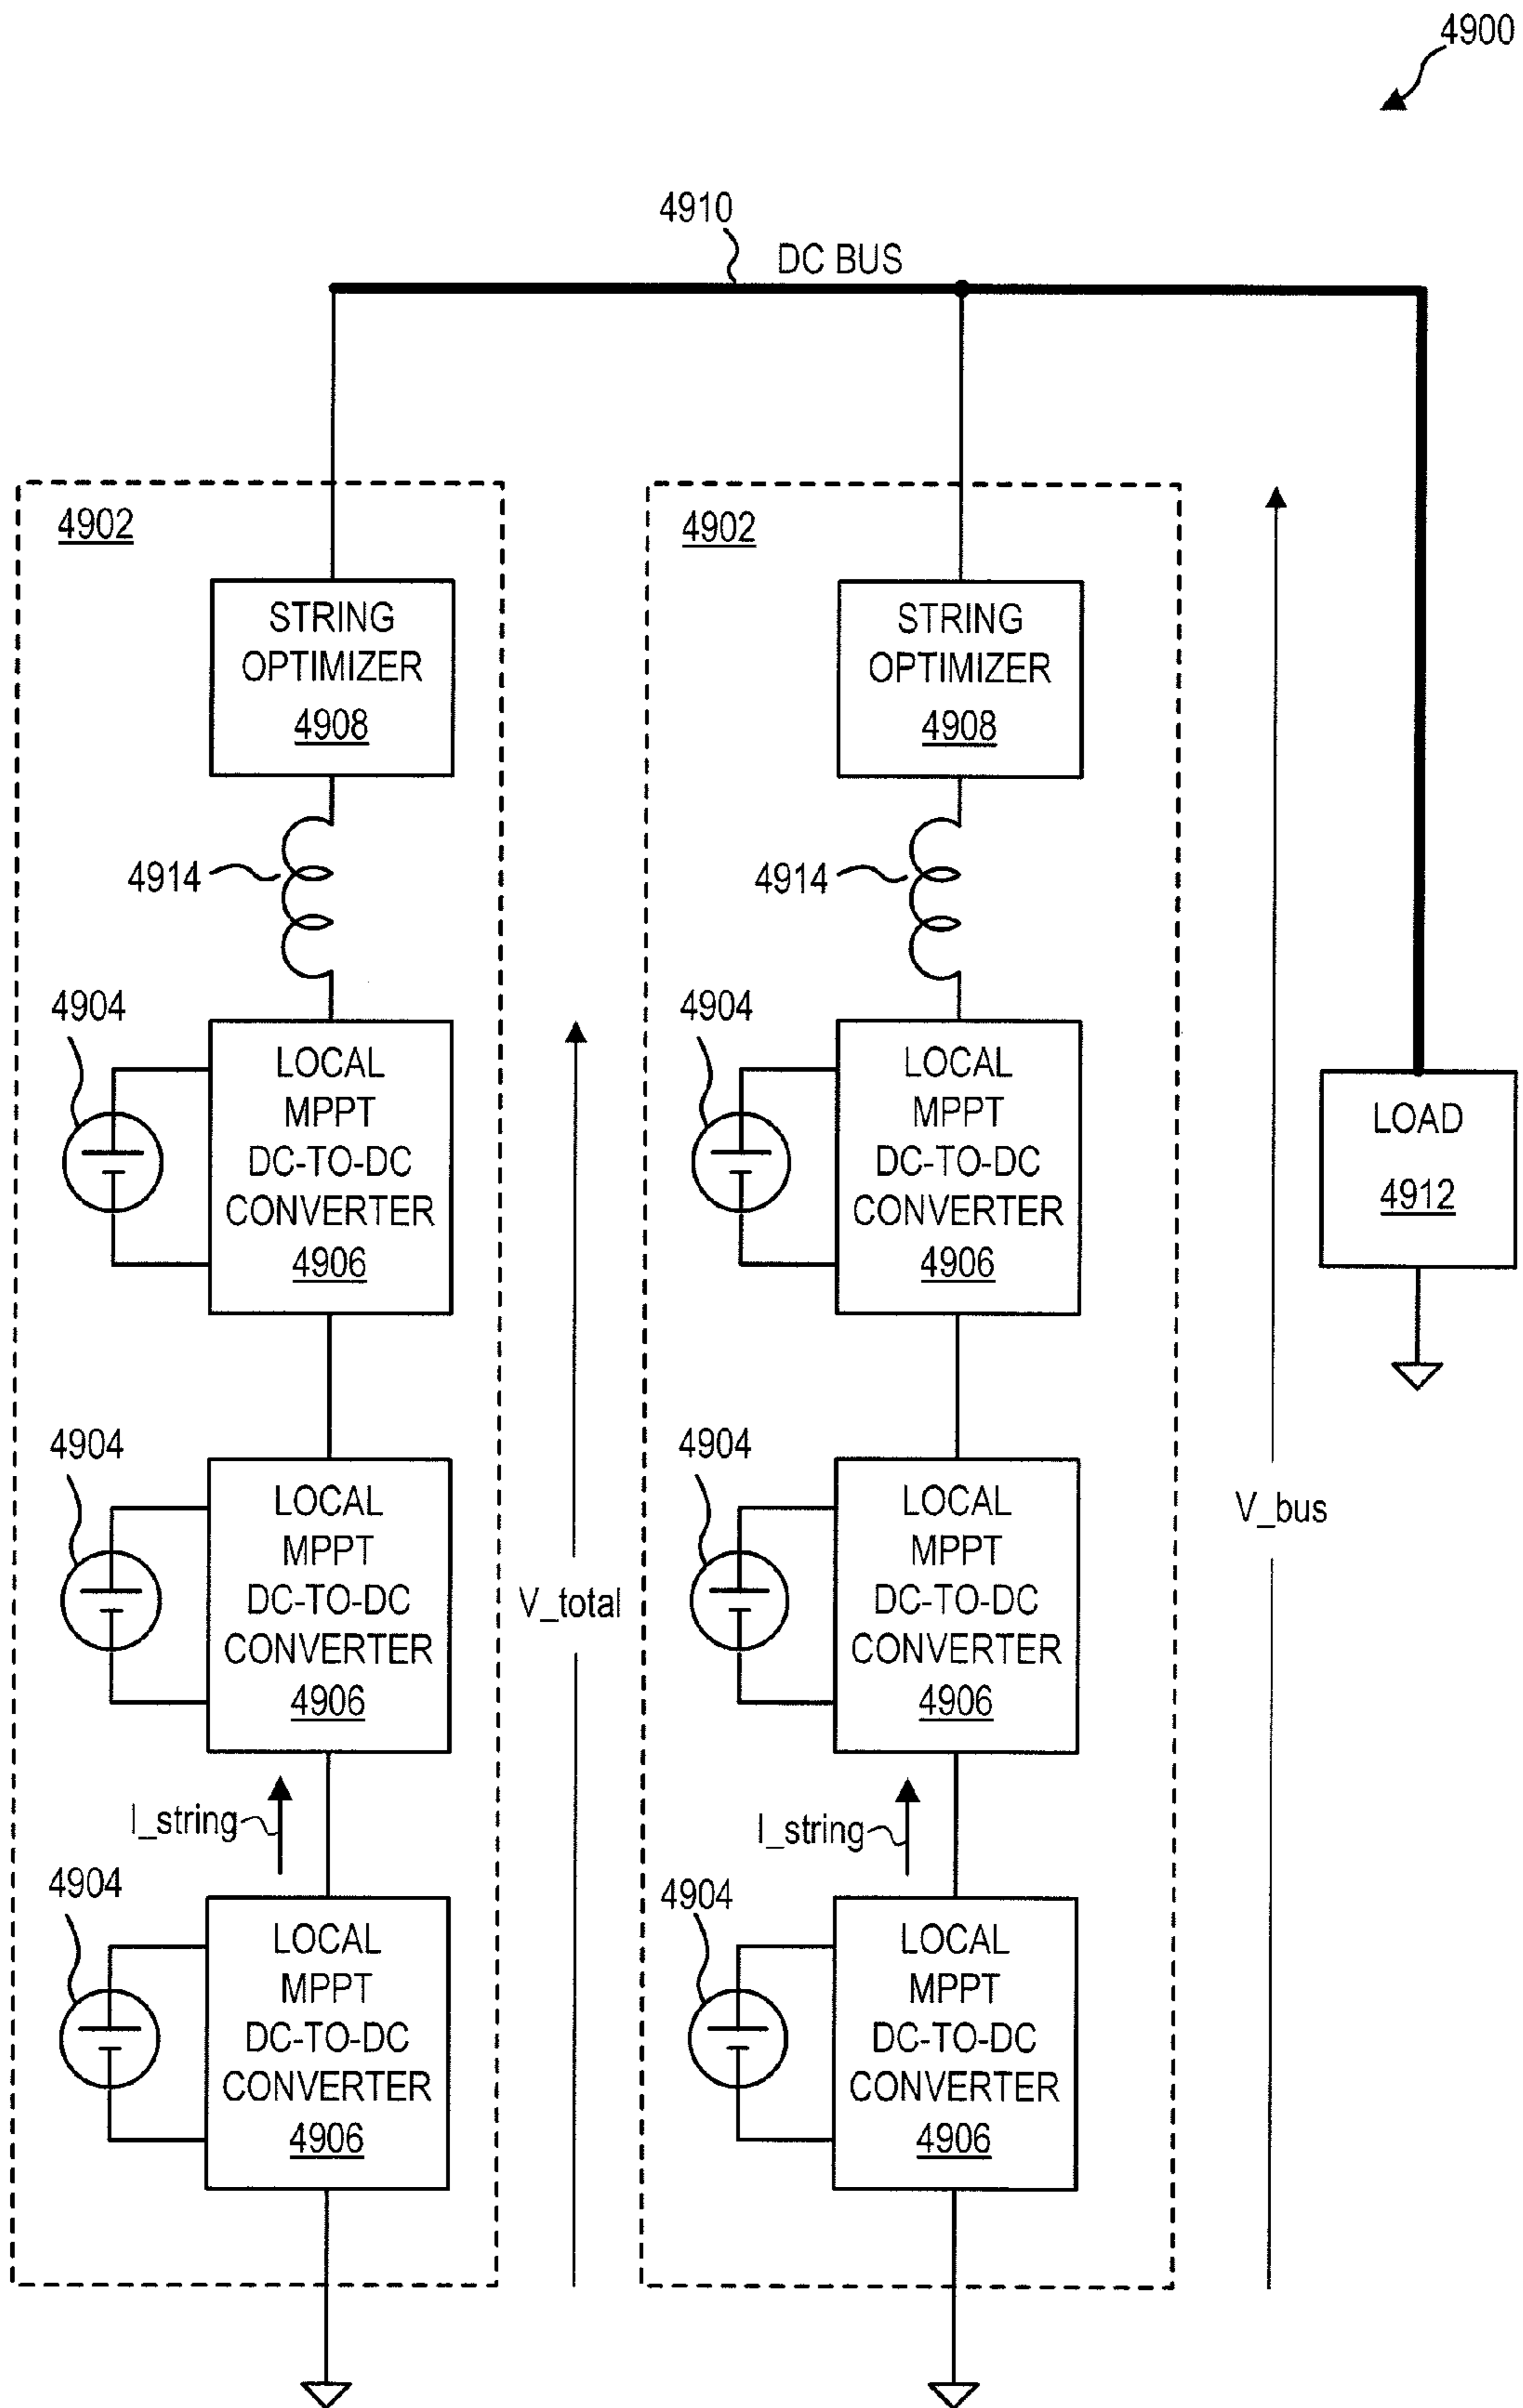 4900
4910
DC BUS
4902
STRING
OPTIMIZER
4908
4914
4904
LOCAL
MPPT
DC-TO-DC
CONVERTER
4906
4904
LOCAL
MPPT
DC-TO-DC
CONVERTER
4906
I_string
4904
LOCAL
MPPT
DC-TO-DC
CONVERTER
4906
V_total
4902
STRING
OPTIMIZER
4908
4914
4904
LOCAL
MPPT
DC-TO-DC
CONVERTER
4906
4904
LOCAL
MPPT
DC-TO-DC
CONVERTER
4906
I_string
4904
LOCAL
MPPT
DC-TO-DC
CONVERTER
4906
V_bus
LOAD
4912